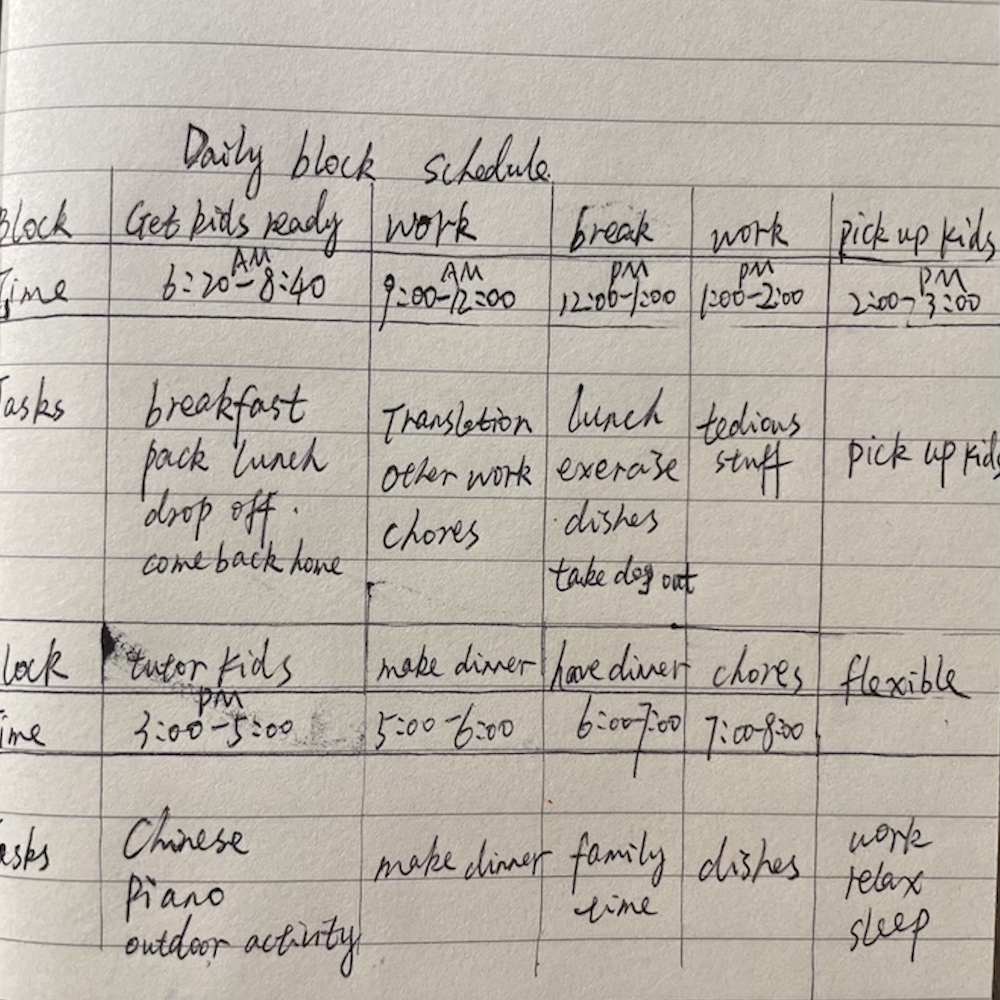 Daily block schedule
Block Get kids ready work break work pick up kids
Time 6:20-8:40 AM 9:00-12:00 AM 12:00-1:00 PM 1:00-2:00 PM 2:00-3:00 PM
Tasks breakfast Translation lunch tedious pick up kids
pack lunch other work exercise stuff
drop off chores dishes
come back home take dog out
lock tutor kids make dinner have dinner chores flexible
ime 3:00-5:00 PM 5:00-6:00 6:00-7:00 7:00-8:00
asks Chinese make dinner family dishes work
Piano time relax
outdoor activity sleep